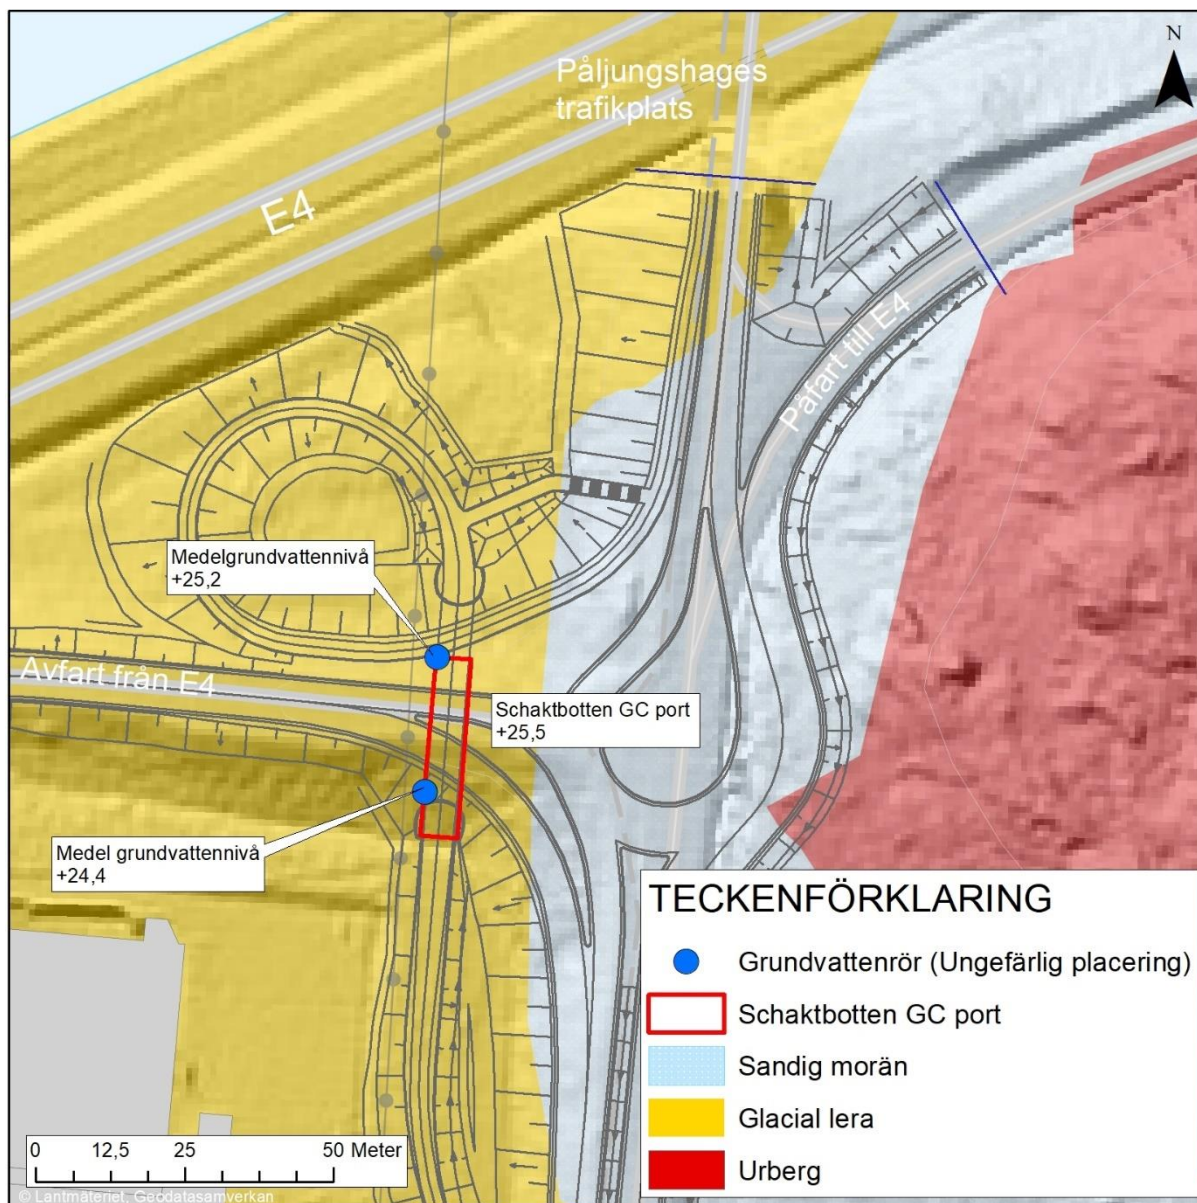 Påljungshages
trafikplats
N
E4
Påfart till E4
Medelgrundvattennivå
+25,2
Avfart från E4
Schaktbotten GC port
+25,5
Medel grundvattennivå
+24,4
TECKENFÖRKLARING
Grundvattenrör (Ungefärlig placering)
Schaktbotten GC port
Sandig morän
Glacial lera
Urberg
0 12,5 25 50 Meter
© Lantmäteriet, Geodatasamverkan